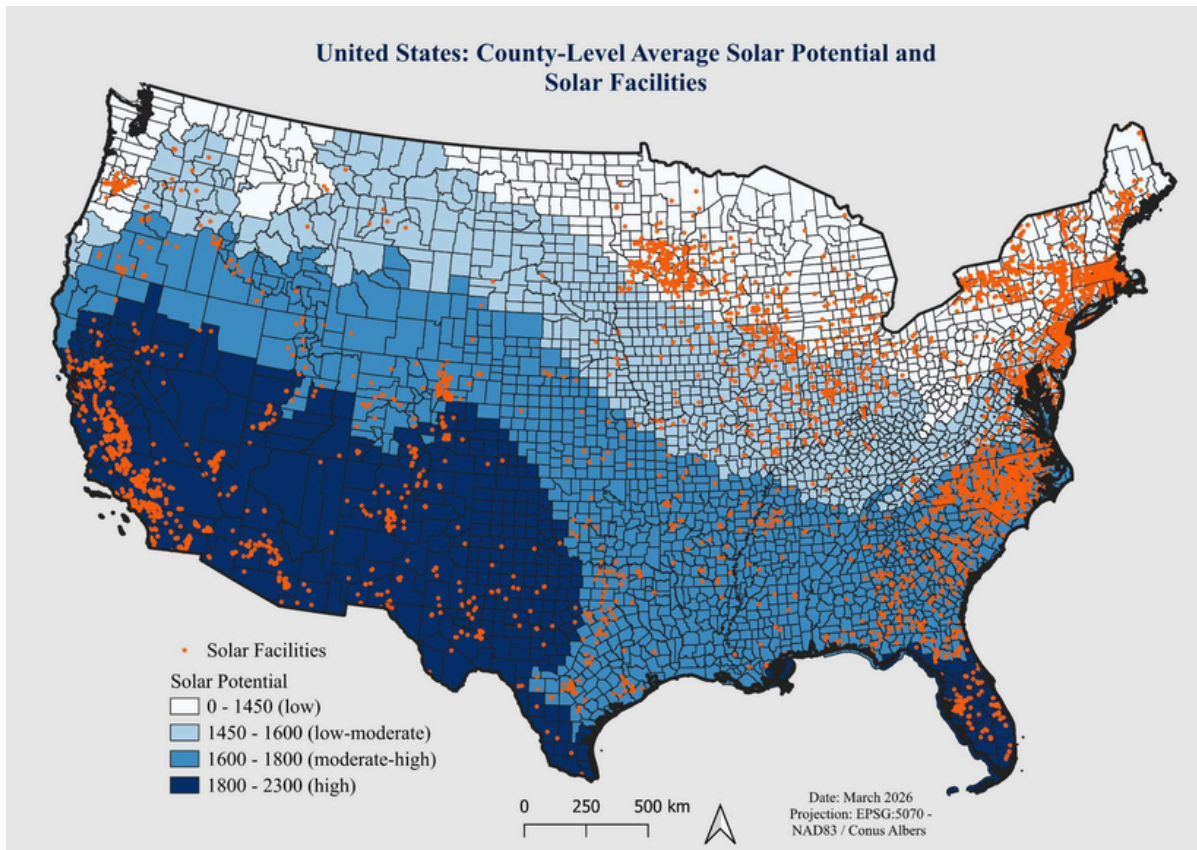 United States: County-Level Average Solar Potential and
Solar Facilities
Solar Facilities
Solar Potential
0 - 1450 (low)
1450 - 1600 (low-moderate)
1600 - 1800 (moderate-high)
1800 - 2300 (high)
0 250 500 km
Date: March 2026
Projection: EPSG:5070 -
NAD83 / Conus Albers